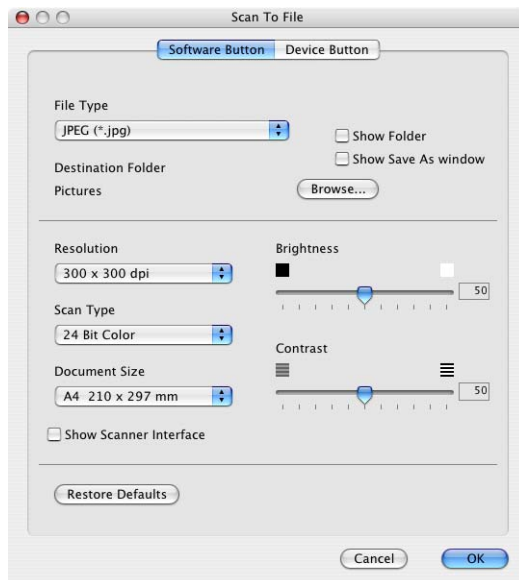 Scan To File
Software Button Device Button
File Type
JPEG (*.jpg)
Show Folder
Show Save As window
Destination Folder
Pictures
Browse...
Resolution
300 x 300 dpi
Scan Type
24 Bit Color
Document Size
A4 210 x 297 mm
Show Scanner Interface
Brightness
50
Contrast
50
Restore Defaults
Cancel OK